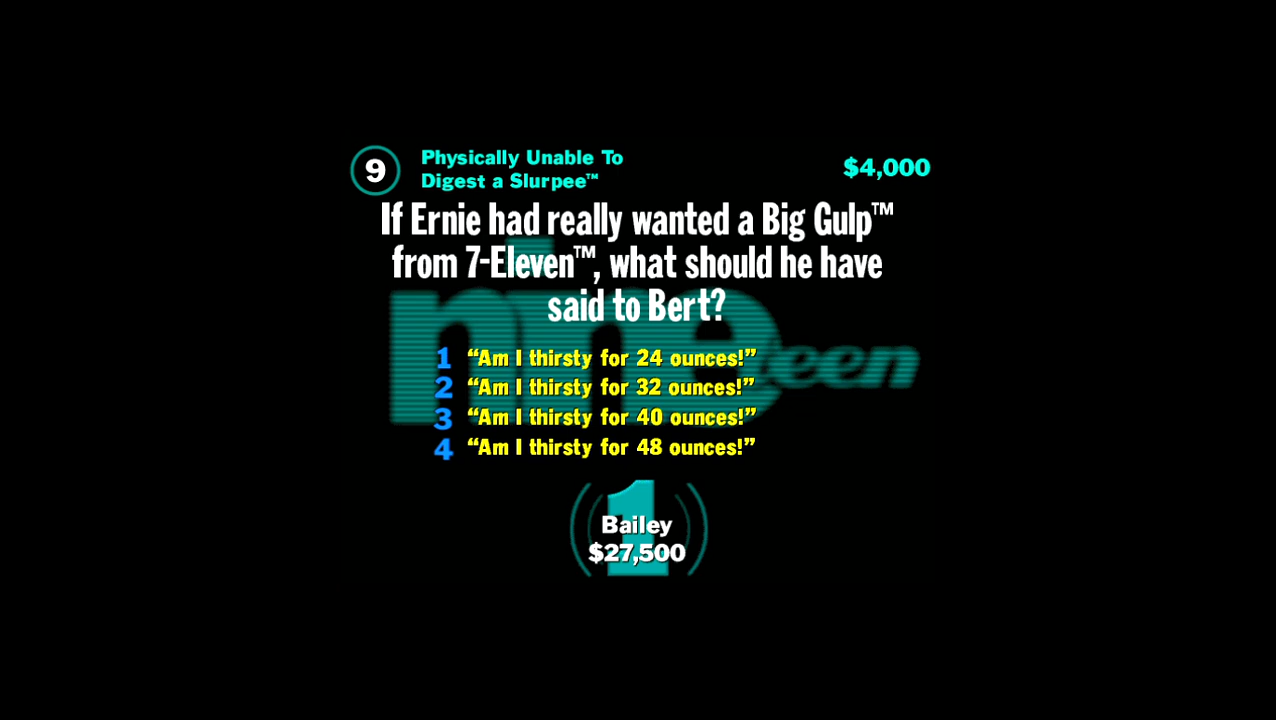 9
Physically Unable To
Digest a Slurpee™
$4,000
If Ernie had really wanted a Big Gulp™
from 7-Eleven™, what should he have
said to Bert?
1 “Am I thirsty for 24 ounces!”
2 “Am I thirsty for 32 ounces!”
3 “Am I thirsty for 40 ounces!”
4 “Am I thirsty for 48 ounces!”
1
Bailey
$27,500